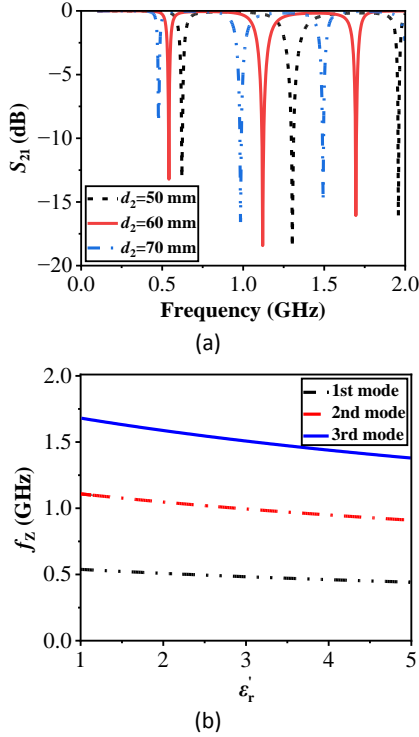 0
−5
−10
−15
−20
S21 (dB)
d2=50 mm
d2=60 mm
d2=70 mm
0.0 0.5 1.0 1.5 2.0
Frequency (GHz)
(a)
2.0
1.5
1.0
0.5
0.0
fZ (GHz)
1st mode
2nd mode
3rd mode
1 2 3 4 5
εr'
(b)